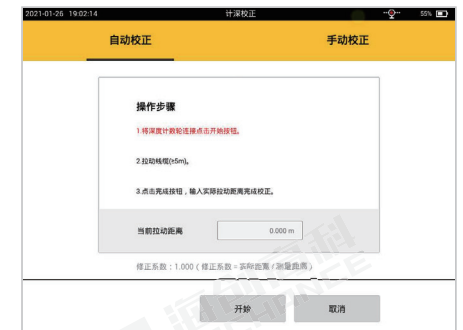 2021-01-26 19:02:14 计深校正 55%
自动校正 手动校正
操作步骤
1.将深度计数轮连接点击开始按钮。
2.拉动线缆(≥5m)。
3.点击完成按钮，输入实际拉动距离完成校正。
当前拉动距离 0.000 m
修正系数：1.000 ( 修正系数 = 实际距离 / 测量距离 )
开始 取消